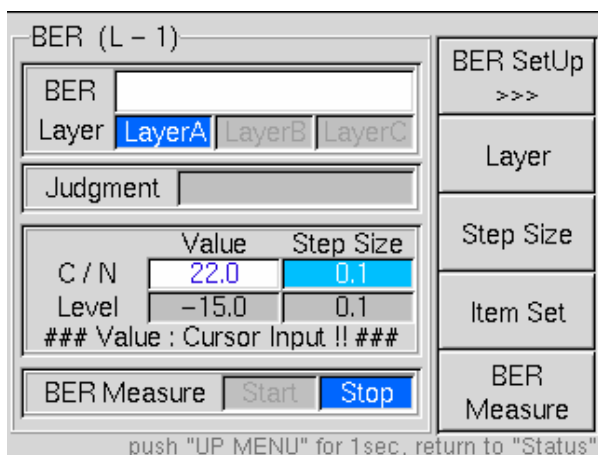 BER (L – 1)
BER
Layer LayerA LayerB LayerC
Judgment
Value Step Size
C / N 22.0 0.1
Level –15.0 0.1
### Value : Cursor Input !! ###
BER Measure Start Stop
BER SetUp
>>>
Layer
Step Size
Item Set
BER
Measure
push "UP MENU" for 1sec, return to "Status"